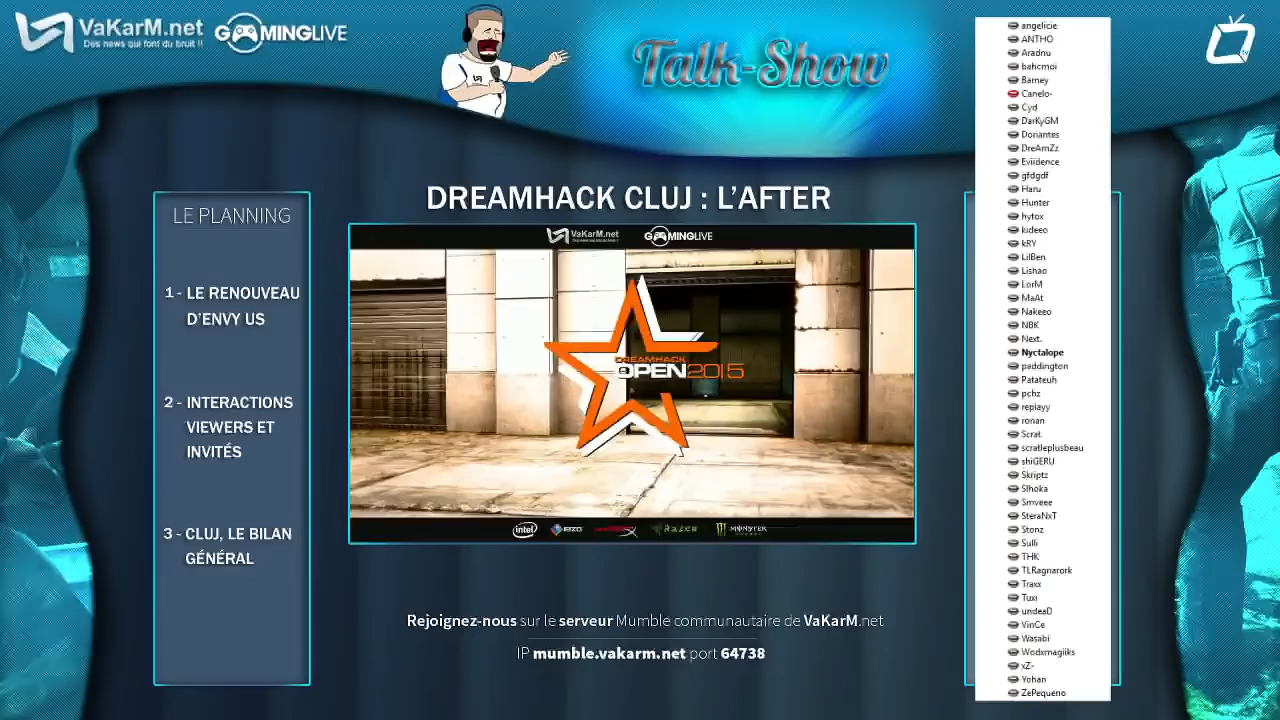 VaKarM.net
Des news qui font du bruit !!
GAMINGLIVE
Talk-Show
DREAMHACK CLUJ : L'AFTER
LE PLANNING
1 - LE RENOUVEAU
D'ENVY US
2 - INTERACTIONS
VIEWERS ET
INVITÉS
3 - CLUJ, LE BILAN
GÉNÉRAL
VaKarM.net
GAMINGLIVE
DREAMHACK
OPEN2015
intel
RAZER
MONSTER
Rejoignez-nous sur le serveur Mumble communautaire de VaKarM.net
IP mumble.vakarm.net port 64738
angelicie
ANTHO
Aradnu
bahcmoi
Barney
Canelo-
Cyd
DarKyGM
Doriantes
DreAmZz
Eviidence
gfdgdf
Haru
Hunter
hytox
kideeo
kRY
LilBen
Lishao
LorM
MaAt
Nakeeo
NBK
Next.
Nyctalope
paddington
Patateuh
pchz
replayy
ronan
Scrat.
scratleplusbeau
shiGERU
Skriptz
Slhoka
Smveee
SteraNxT
Stonz
Sulli
THK
TLRagnarork
Traxx
Tuxi
undeaD
VinCe
Wasabi
Wodxmagiiks
xZ-
Yohan
ZePequeno